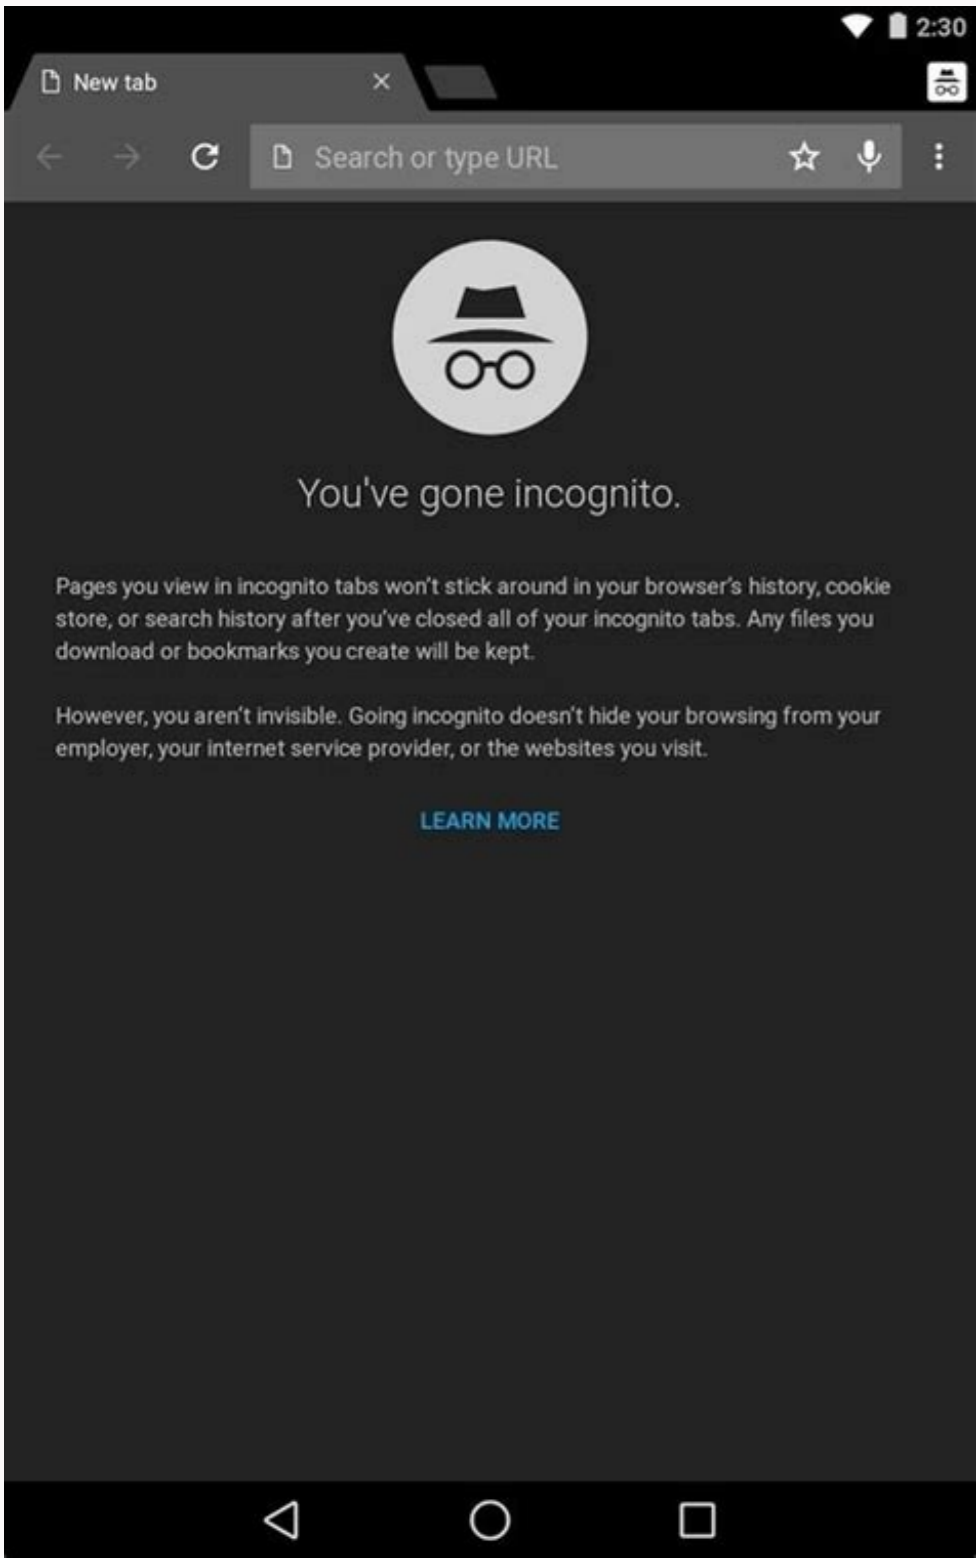 2:30
New tab
Search or type URL
You've gone incognito.
Pages you view in incognito tabs won't stick around in your browser's history, cookie
store, or search history after you've closed all of your incognito tabs. Any files you
download or bookmarks you create will be kept.
However, you aren't invisible. Going incognito doesn't hide your browsing from your
employer, your internet service provider, or the websites you visit.
LEARN MORE